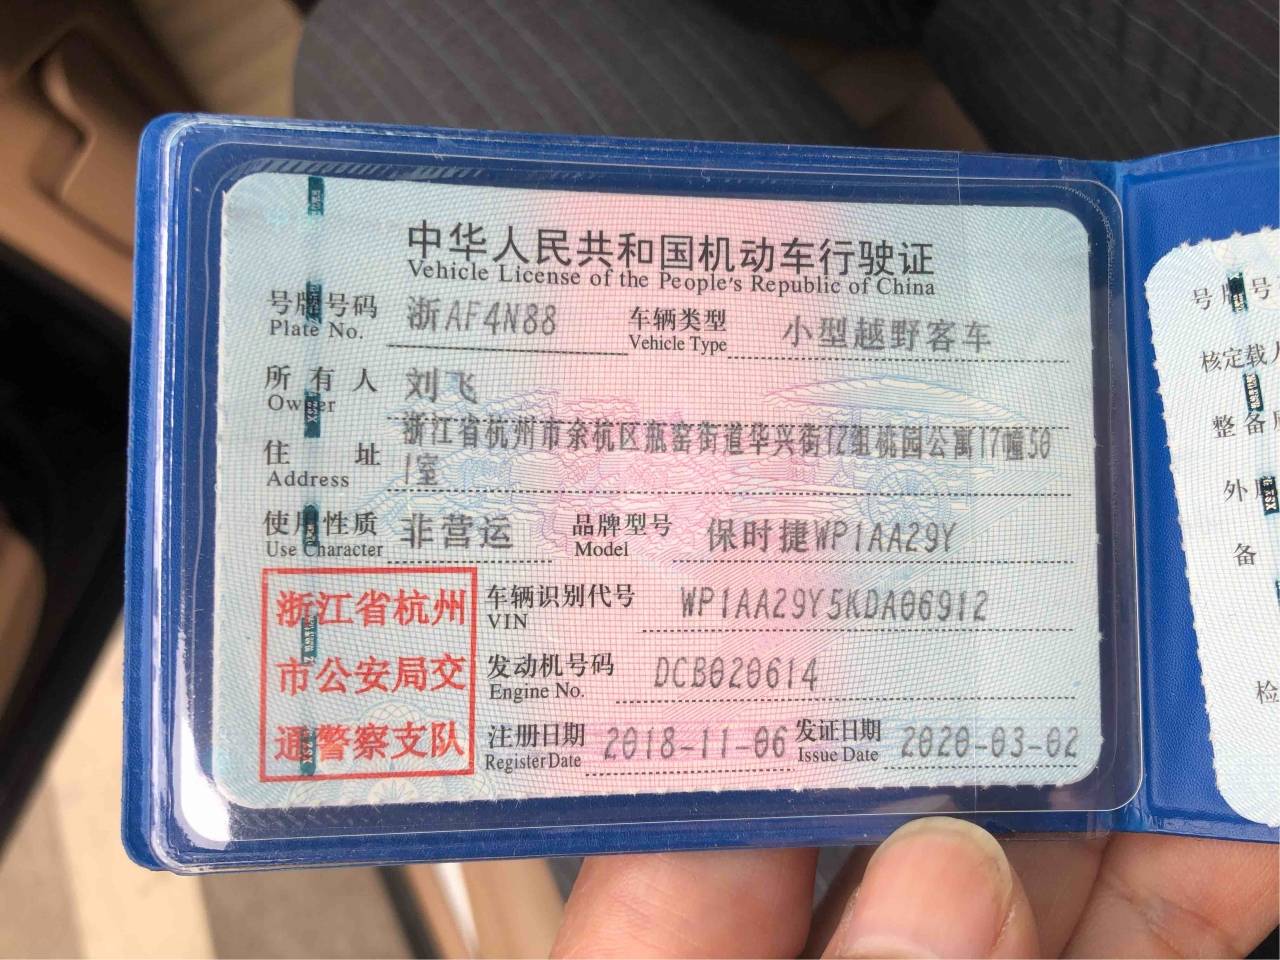 中华人民共和国机动车行驶证
Vehicle License of the People's Republic of China
号牌号码 浙AF4N88 车辆类型 小型越野客车
Plate No. Vehicle Type
所有人 刘飞
Owner
住址 浙江省杭州市余杭区瓶窑街道华兴街12组桃园公寓17幢50
Address 1室
使用性质 非营运 品牌型号 保时捷WP1AA29Y
Use Character Model
浙江省杭州
市公安局交
通警察支队
车辆识别代号 WP1AA29Y5KDA06912
VIN
发动机号码 DCB020614
Engine No.
注册日期 2018-11-06 发证日期 2020-03-02
Register Date Issue Date
号牌号
核定载人
整备
外
备
检